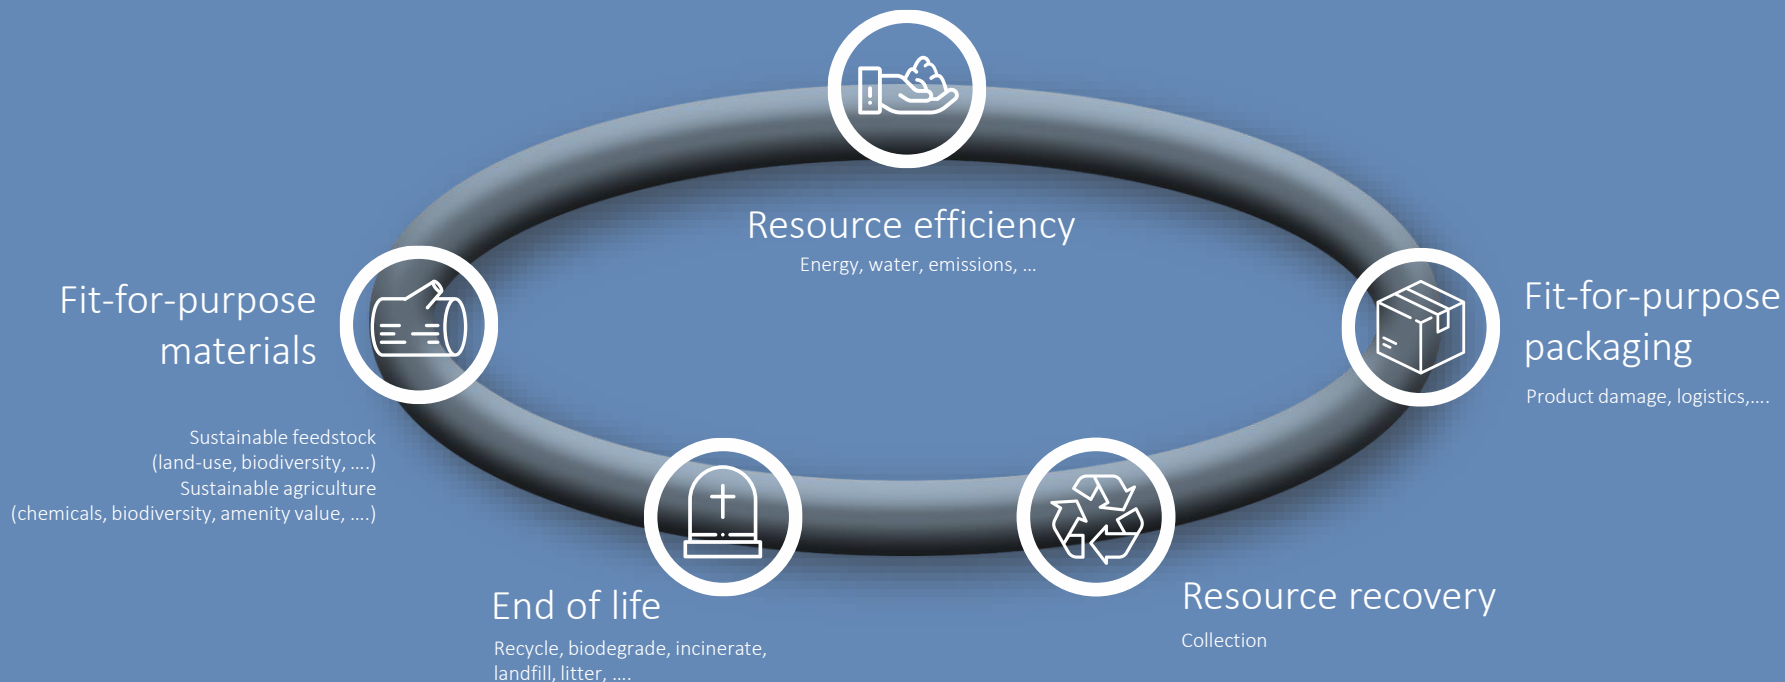 Resource efficiency
Energy, water, emissions, ...
Fit-for-purpose
materials
Sustainable feedstock
(land-use, biodiversity, ....)
Sustainable agriculture
(chemicals, biodiversity, amenity value, ....)
Fit-for-purpose
packaging
Product damage, logistics,....
End of life
Recycle, biodegrade, incinerate,
landfill, litter, ....
Resource recovery
Collection